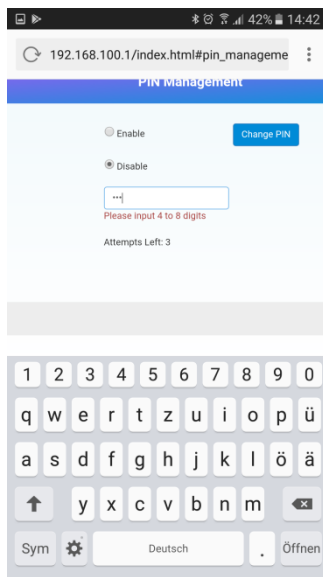 42% 14:42
192.168.100.1/index.html#pin_manageme
PIN Management
Enable
Change PIN
Disable
Please input 4 to 8 digits
Attempts Left: 3
1 2 3 4 5 6 7 8 9 0
q w e r t z u i o p ü
a s d f g h j k l ö ä
y x c v b n m
Sym Deutsch . Öffnen